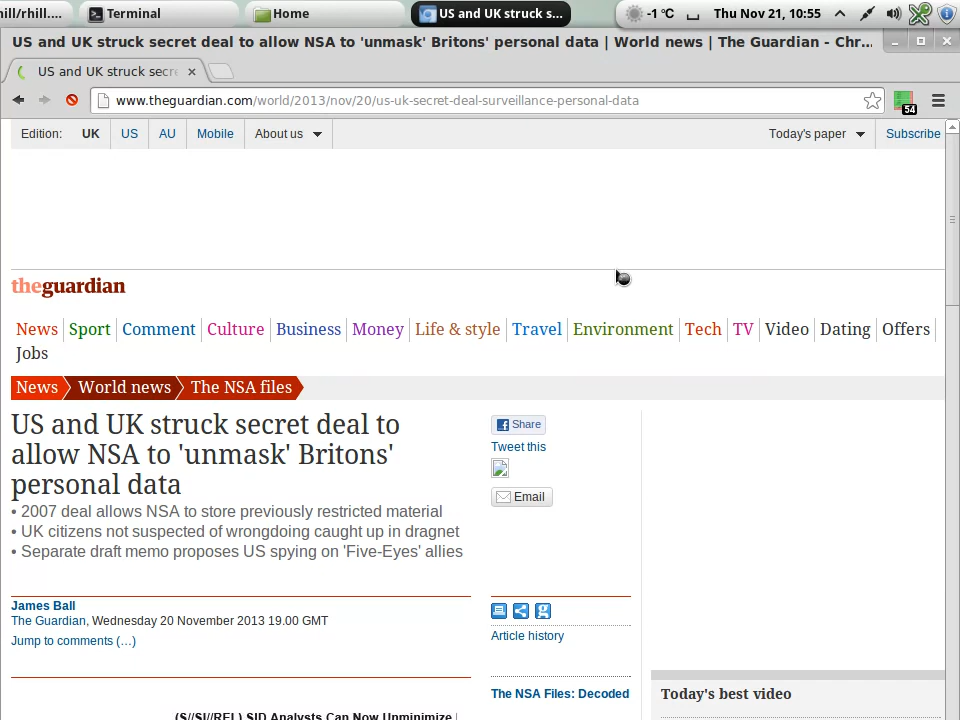 hill/rhill....
Terminal
Home
US and UK struck s...
-1 °C
Thu Nov 21, 10:55
US and UK struck secret deal to allow NSA to 'unmask' Britons' personal data | World news | The Guardian - Chr...
US and UK struck secre
www.theguardian.com/world/2013/nov/20/us-uk-secret-deal-surveillance-personal-data
54
Edition:
UK
US
AU
Mobile
About us
Today's paper
Subscribe
theguardian
News
Sport
Comment
Culture
Business
Money
Life & style
Travel
Environment
Tech
TV
Video
Dating
Offers
Jobs
News
World news
The NSA files
US and UK struck secret deal to
allow NSA to 'unmask' Britons'
personal data
• 2007 deal allows NSA to store previously restricted material
• UK citizens not suspected of wrongdoing caught up in dragnet
• Separate draft memo proposes US spying on 'Five-Eyes' allies
Share
Tweet this
Email
James Ball
The Guardian, Wednesday 20 November 2013 19.00 GMT
Jump to comments (…)
Article history
The NSA Files: Decoded
Today's best video
(S//SI//REL) SID Analysts Can Now Unminimize |